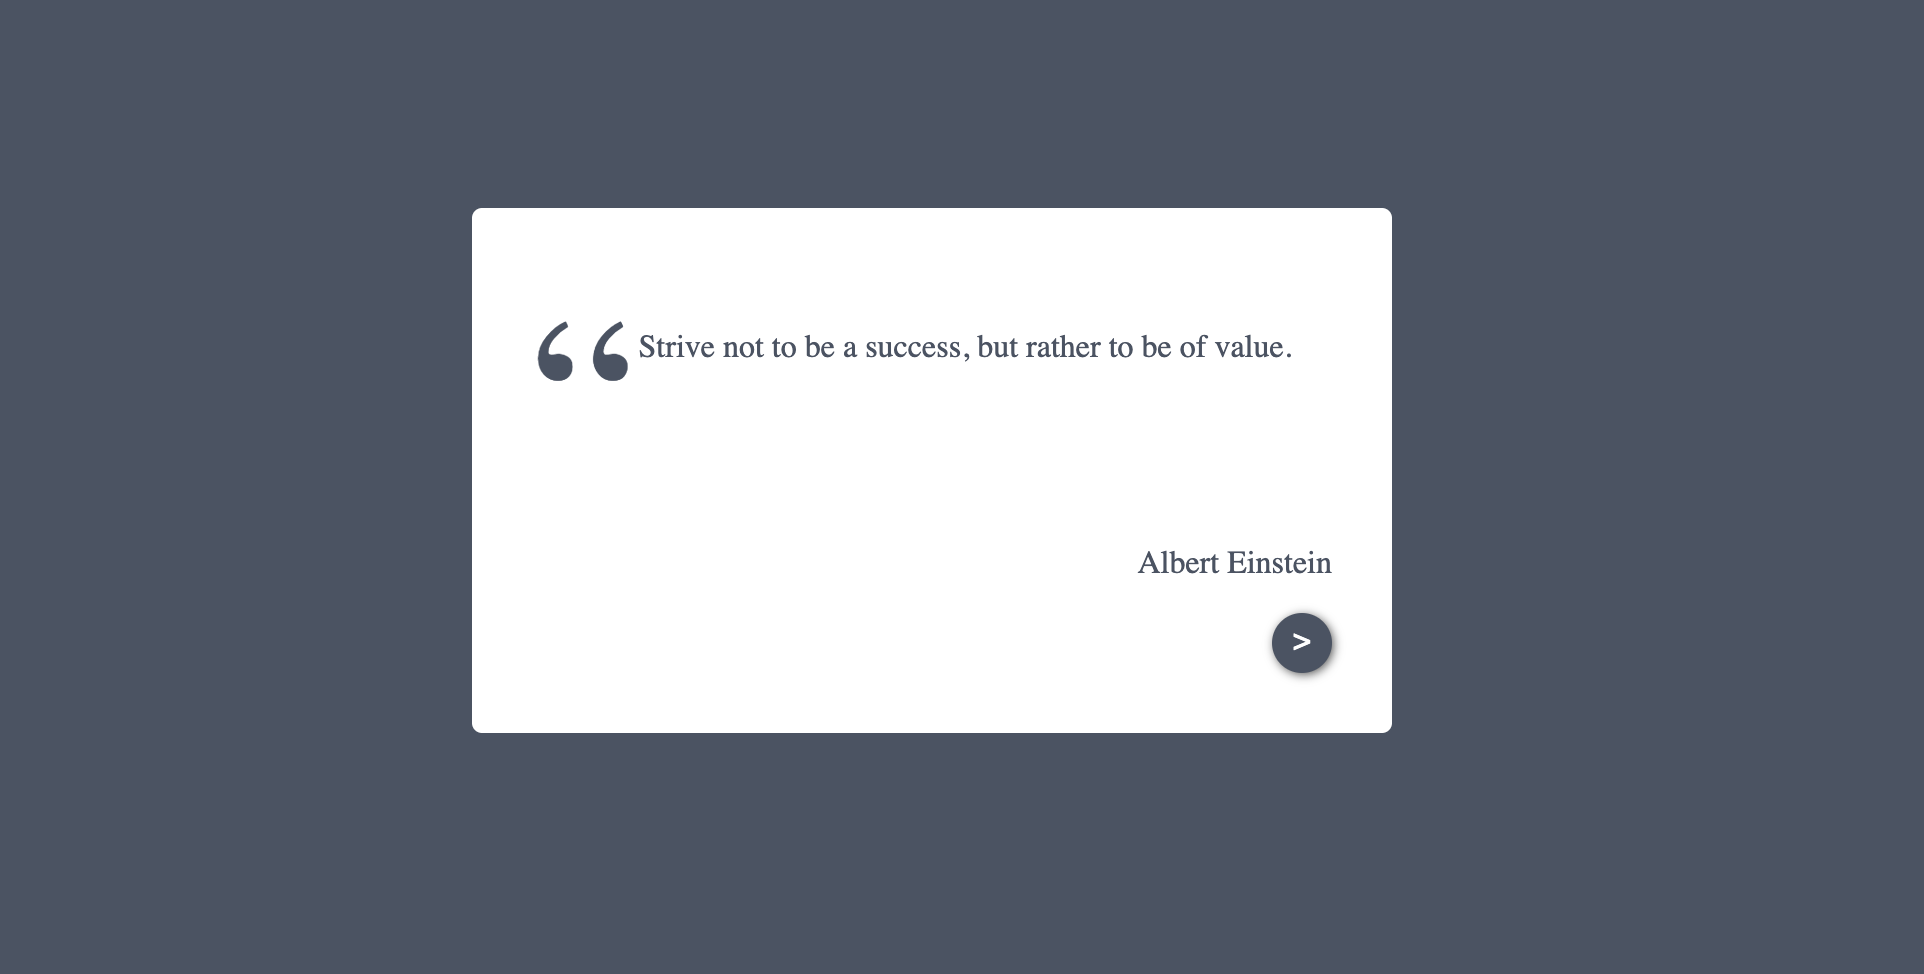 “Strive not to be a success, but rather to be of value.
Albert Einstein
>